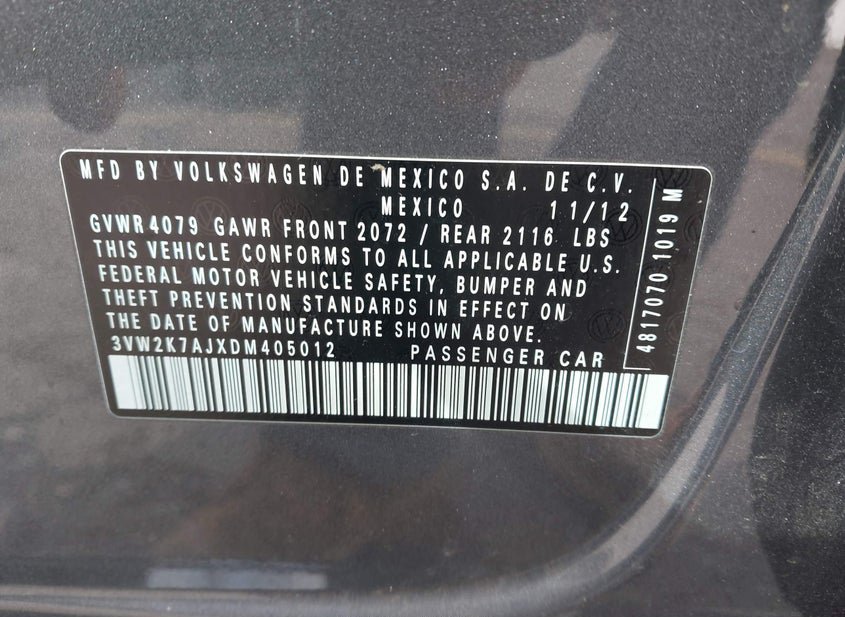 MFD BY VOLKSWAGEN DE MEXICO S.A. DE C.V.
MEXICO 11/12
GVWR 4079 GAWR FRONT 2072 / REAR 2116 LBS
THIS VEHICLE CONFORMS TO ALL APPLICABLE U.S.
FEDERAL MOTOR VEHICLE SAFETY, BUMPER AND
THEFT PREVENTION STANDARDS IN EFFECT ON
THE DATE OF MANUFACTURE SHOWN ABOVE.
3VW2K7AJXDM405012 PASSENGER CAR
4817070 1019 M